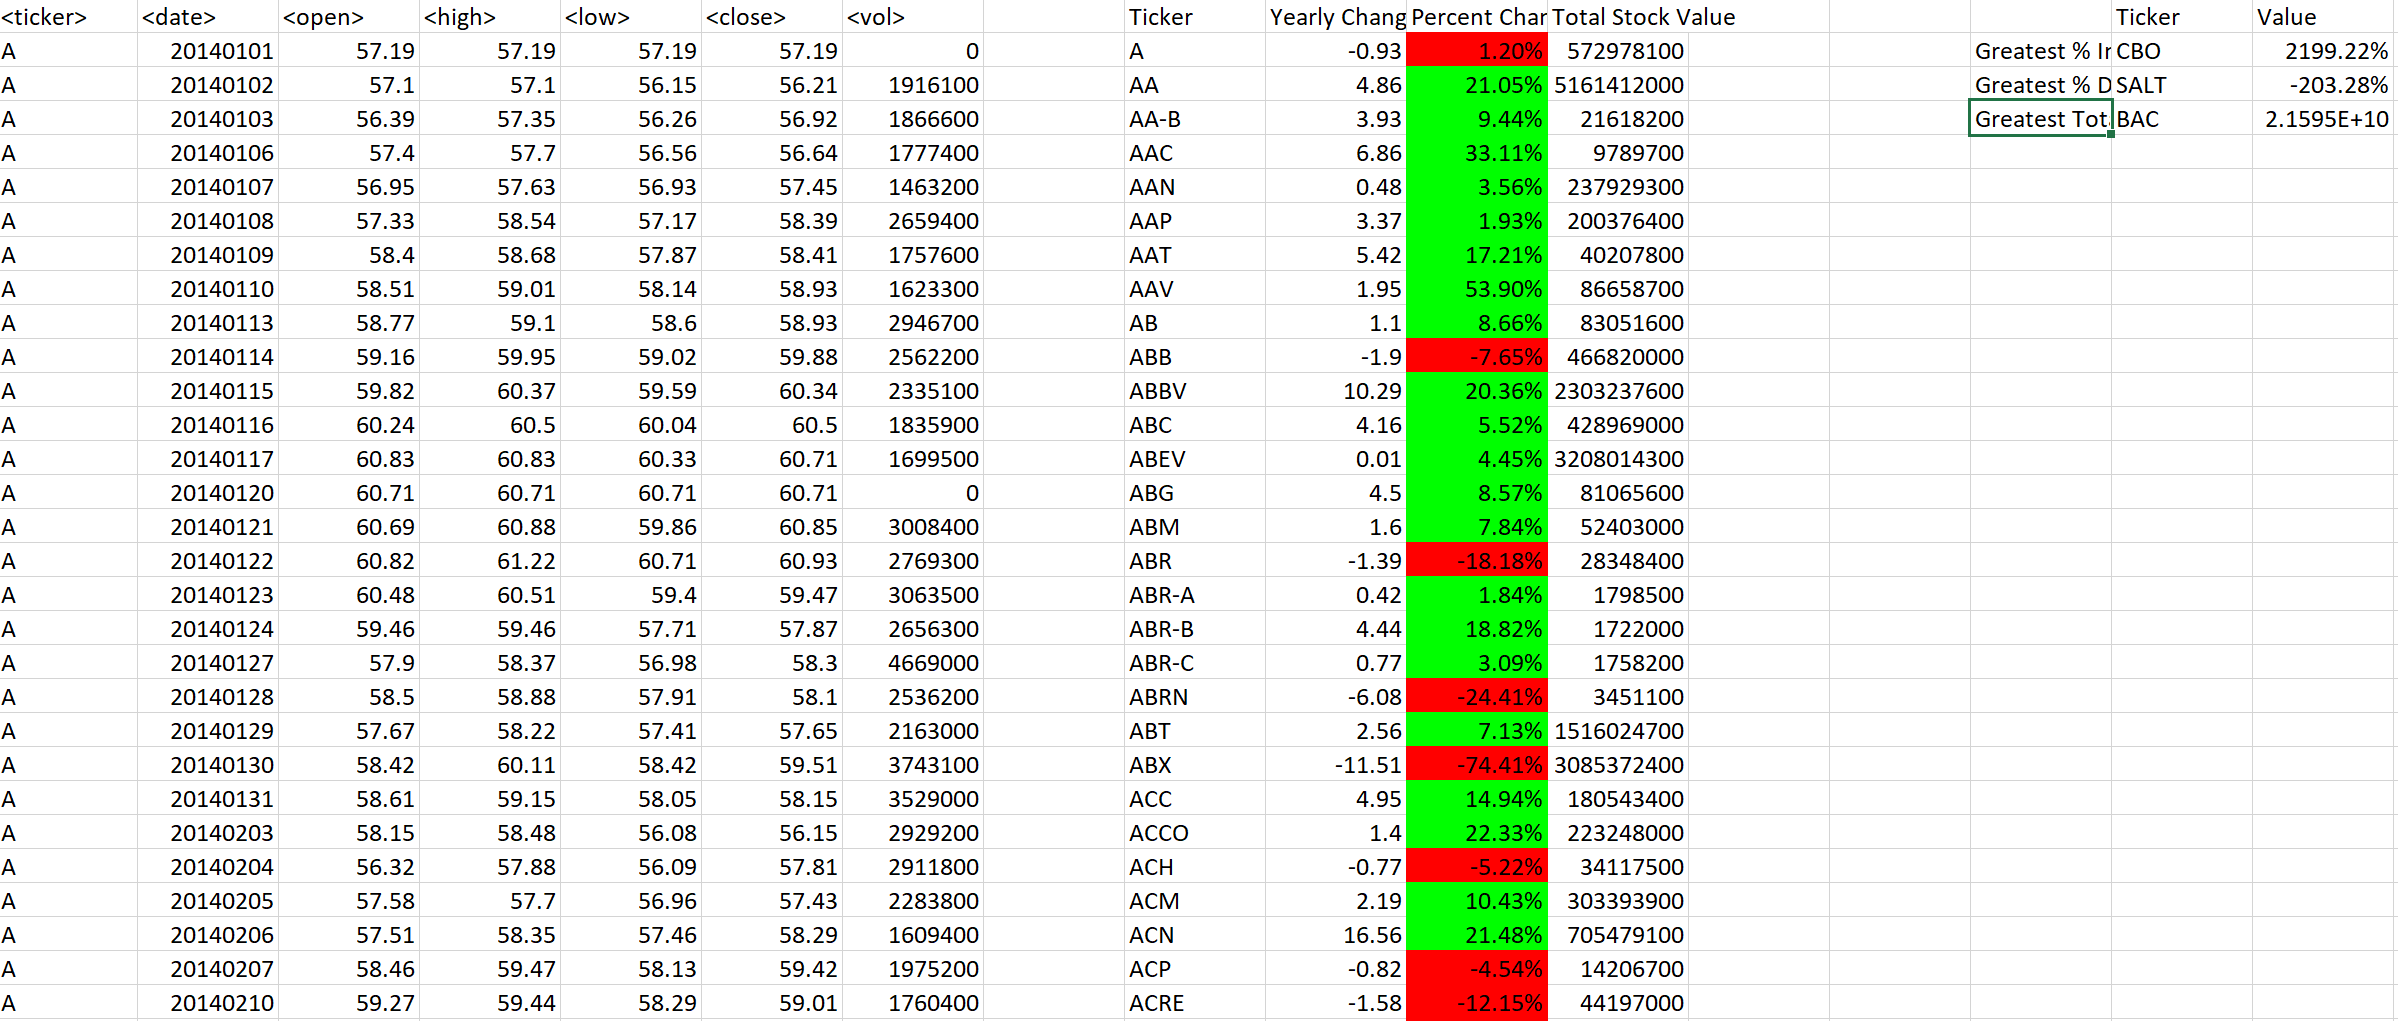 <ticker> <date> <open> <high> <low> <close> <vol> Ticker Yearly Chang Percent Char Total Stock Value Ticker Value
A 20140101 57.19 57.19 57.19 57.19 0 A -0.93 1.20% 572978100 Greatest % In CBO 2199.22%
A 20140102 57.1 57.1 56.15 56.21 1916100 AA 4.86 21.05% 5161412000 Greatest % D SALT -203.28%
A 20140103 56.39 57.35 56.26 56.92 1866600 AA-B 3.93 9.44% 21618200 Greatest Tot BAC 2.1595E+10
A 20140106 57.4 57.7 56.56 56.64 1777400 AAC 6.86 33.11% 9789700
A 20140107 56.95 57.63 56.93 57.45 1463200 AAN 0.48 3.56% 237929300
A 20140108 57.33 58.54 57.17 58.39 2659400 AAP 3.37 1.93% 200376400
A 20140109 58.4 58.68 57.87 58.41 1757600 AAT 5.42 17.21% 40207800
A 20140110 58.51 59.01 58.14 58.93 1623300 AAV 1.95 53.90% 86658700
A 20140113 58.77 59.1 58.6 58.93 2946700 AB 1.1 8.66% 83051600
A 20140114 59.16 59.95 59.02 59.88 2562200 ABB -1.9 -7.65% 466820000
A 20140115 59.82 60.37 59.59 60.34 2335100 ABBV 10.29 20.36% 2303237600
A 20140116 60.24 60.5 60.04 60.5 1835900 ABC 4.16 5.52% 428969000
A 20140117 60.83 60.83 60.33 60.71 1699500 ABEV 0.01 4.45% 3208014300
A 20140120 60.71 60.71 60.71 60.71 0 ABG 4.5 8.57% 81065600
A 20140121 60.69 60.88 59.86 60.85 3008400 ABM 1.6 7.84% 52403000
A 20140122 60.82 61.22 60.71 60.93 2769300 ABR -1.39 -18.18% 28348400
A 20140123 60.48 60.51 59.4 59.47 3063500 ABR-A 0.42 1.84% 1798500
A 20140124 59.46 59.46 57.71 57.87 2656300 ABR-B 4.44 18.82% 1722000
A 20140127 57.9 58.37 56.98 58.3 4669000 ABR-C 0.77 3.09% 1758200
A 20140128 58.5 58.88 57.91 58.1 2536200 ABRN -6.08 -24.41% 3451100
A 20140129 57.67 58.22 57.41 57.65 2163000 ABT 2.56 7.13% 1516024700
A 20140130 58.42 60.11 58.42 59.51 3743100 ABX -11.51 -74.41% 3085372400
A 20140131 58.61 59.15 58.05 58.15 3529000 ACC 4.95 14.94% 180543400
A 20140203 58.15 58.48 56.08 56.15 2929200 ACCO 1.4 22.33% 223248000
A 20140204 56.32 57.88 56.09 57.81 2911800 ACH -0.77 -5.22% 34117500
A 20140205 57.58 57.7 56.96 57.43 2283800 ACM 2.19 10.43% 303393900
A 20140206 57.51 58.35 57.46 58.29 1609400 ACN 16.56 21.48% 705479100
A 20140207 58.46 59.47 58.13 59.42 1975200 ACP -0.82 -4.54% 14206700
A 20140210 59.27 59.44 58.29 59.01 1760400 ACRE -1.58 -12.15% 44197000